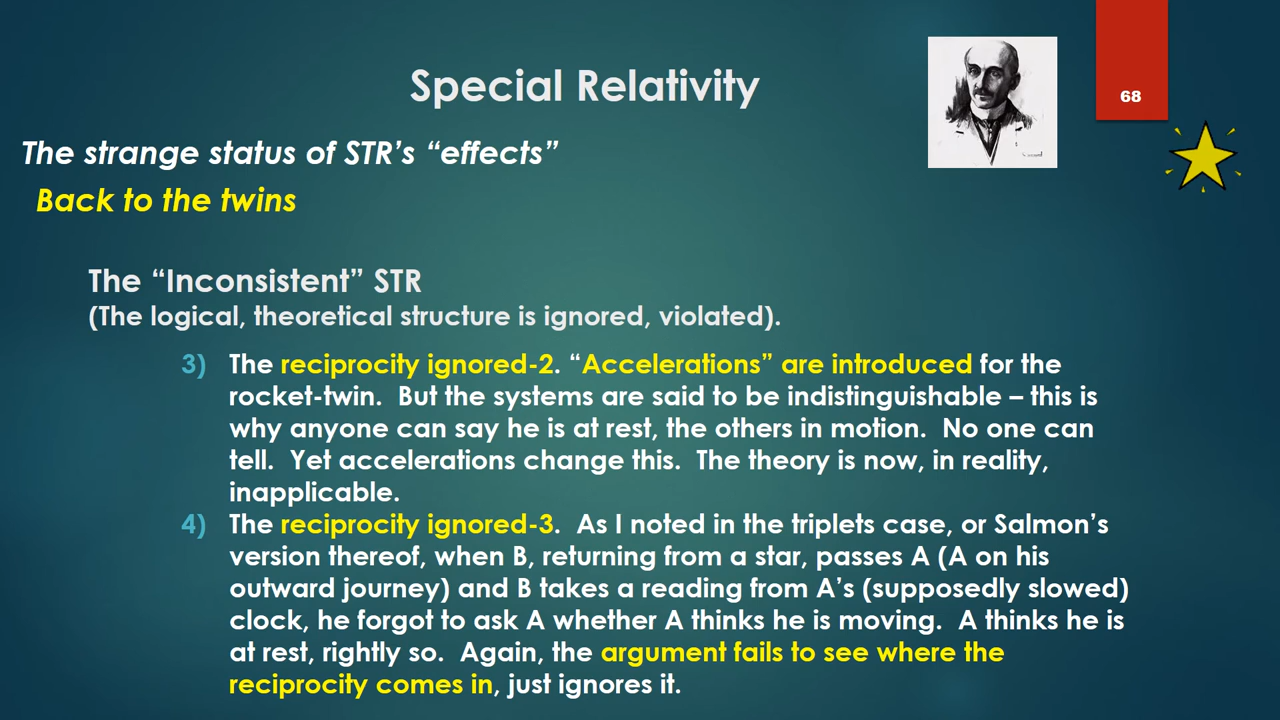 Special Relativity
68
The strange status of STR's “effects”
Back to the twins
The “Inconsistent” STR
(The logical, theoretical structure is ignored, violated).
3) The reciprocity ignored-2. “Accelerations” are introduced for the
rocket-twin. But the systems are said to be indistinguishable – this is
why anyone can say he is at rest, the others in motion. No one can
tell. Yet accelerations change this. The theory is now, in reality,
inapplicable.
4) The reciprocity ignored-3. As I noted in the triplets case, or Salmon's
version thereof, when B, returning from a star, passes A (A on his
outward journey) and B takes a reading from A's (supposedly slowed)
clock, he forgot to ask A whether A thinks he is moving. A thinks he is
at rest, rightly so. Again, the argument fails to see where the
reciprocity comes in, just ignores it.